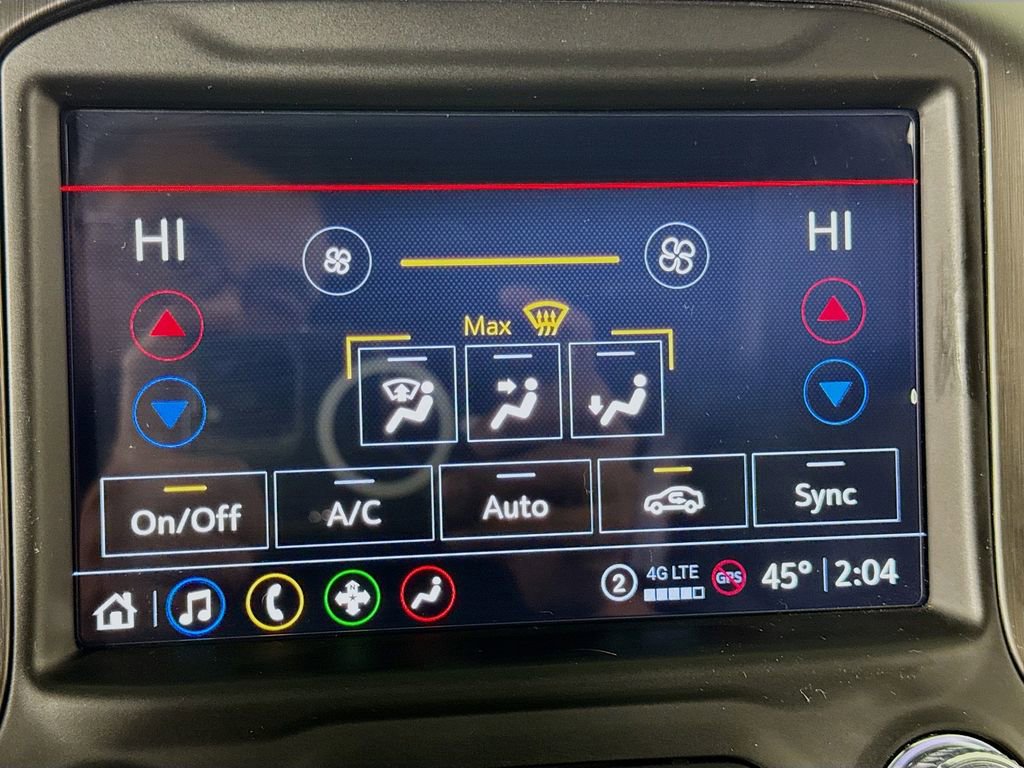 HI
HI
Max
On/Off
A/C
Auto
Sync
N
2
4G LTE
GPS
45° 2:04